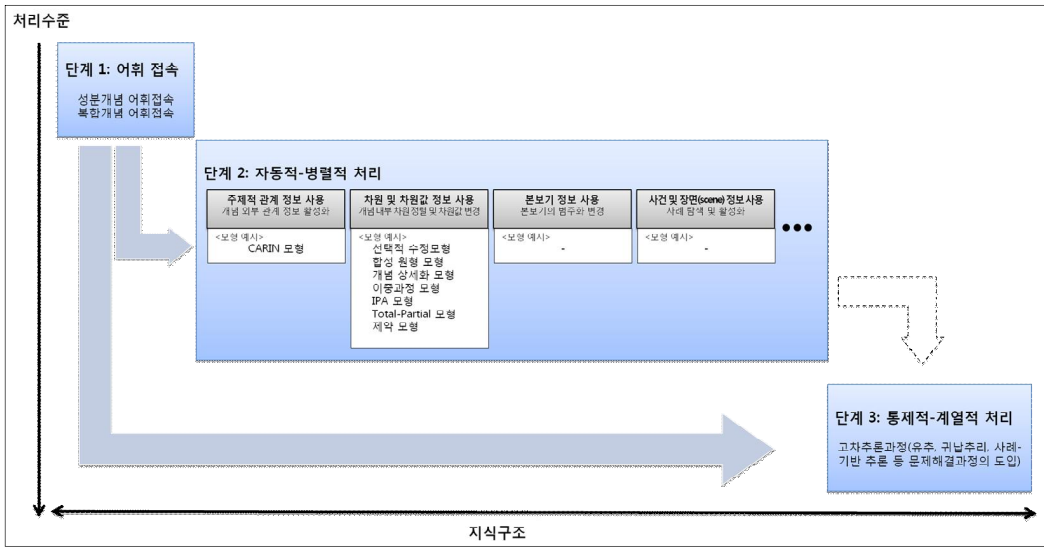 처리수준
단계 1: 어휘 접속
성분개념 어휘접속
복합개념 어휘접속
단계 2: 자동적-병렬적 처리
주제적 관계 정보 사용
개념 외부 관계 정보 활성화
<모형 예시>
CARIN 모형
차원 및 차원값 정보 사용
개념 내부 차원정렬 및 차원값 변경
<모형 예시>
선택적 수정모형
합성 원형 모형
개념 상세화 모형
이중과정 모형
IPA 모형
Total-Partial 모형
제약 모형
본보기 정보 사용
본보기의 범주화 변경
<모형 예시>
-
사건 및 장면(scene) 정보 사용
사례 탐색 및 활성화
<모형 예시>
-
●●●
단계 3: 통제적-계열적 처리
고차추론과정(유추, 귀납추리, 사례-
기반 추론 등 문제해결과정의 도입)
지식구조